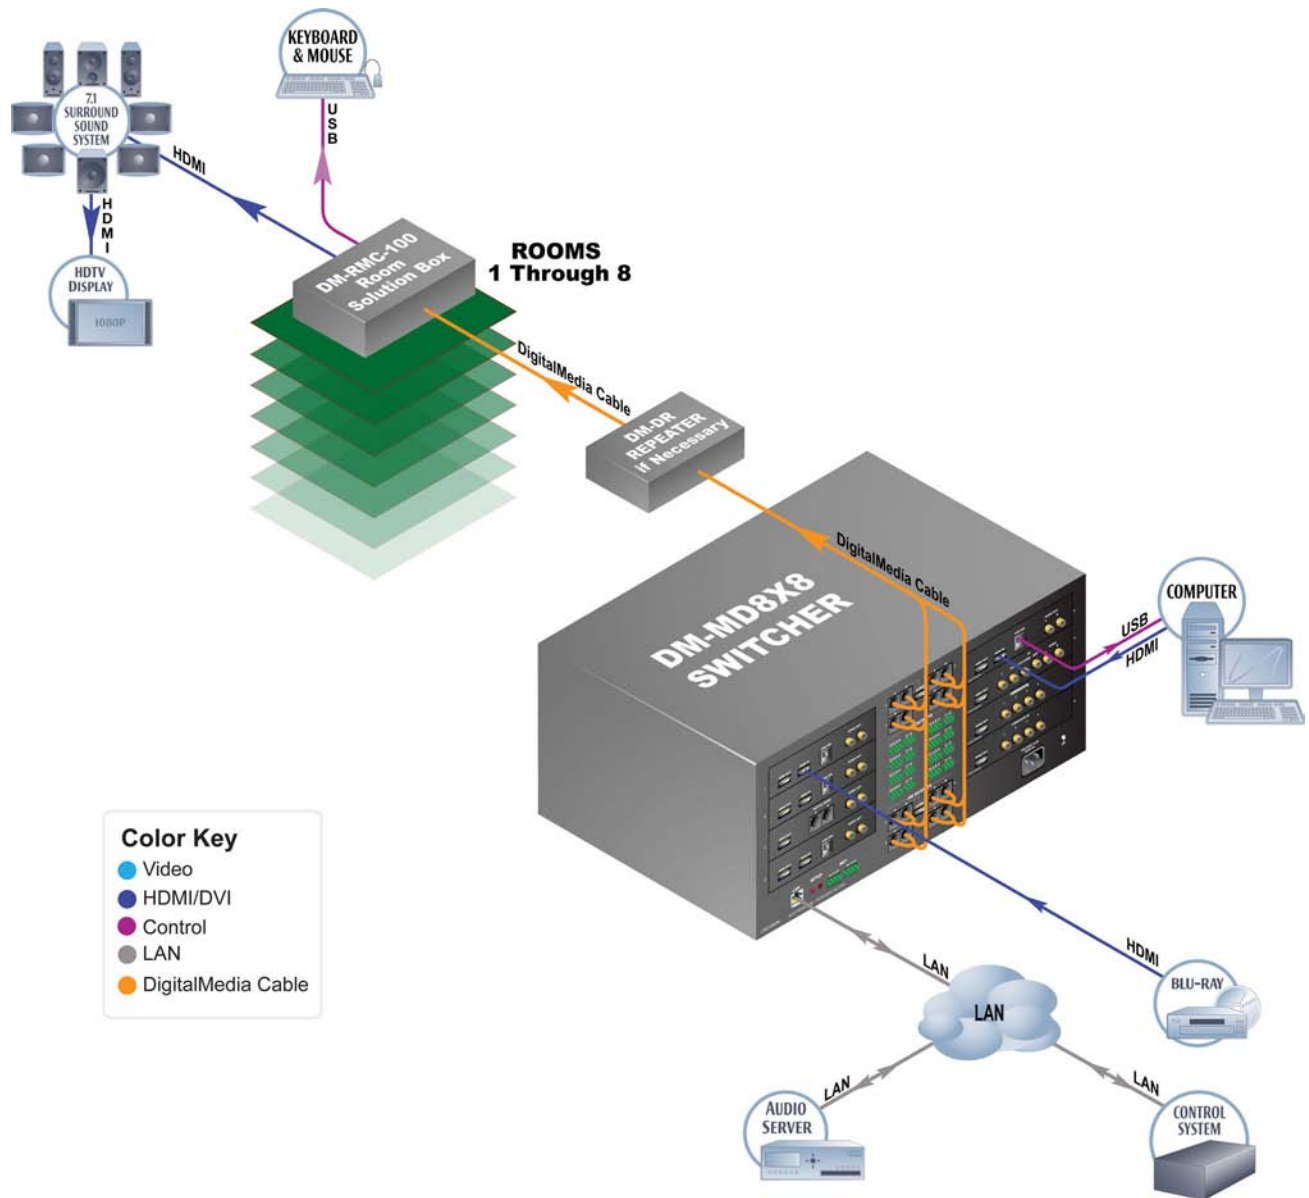 KEYBOARD
& MOUSE
USB
7.1
SURROUND
SOUND
SYSTEM
HDMI
HDMI
HDTV
DISPLAY
1080P
DM-RMC-100
Room
Solution Box
ROOMS
1 Through 8
DigitalMedia Cable
DM-DR
REPEATER
if Necessary
DigitalMedia Cable
DM-MD8X8
SWITCHER
COMPUTER
USB
HDMI
Color Key
Video
HDMI/DVI
Control
LAN
DigitalMedia Cable
HDMI
BLU-RAY
LAN
LAN
LAN
LAN
AUDIO
SERVER
CONTROL
SYSTEM